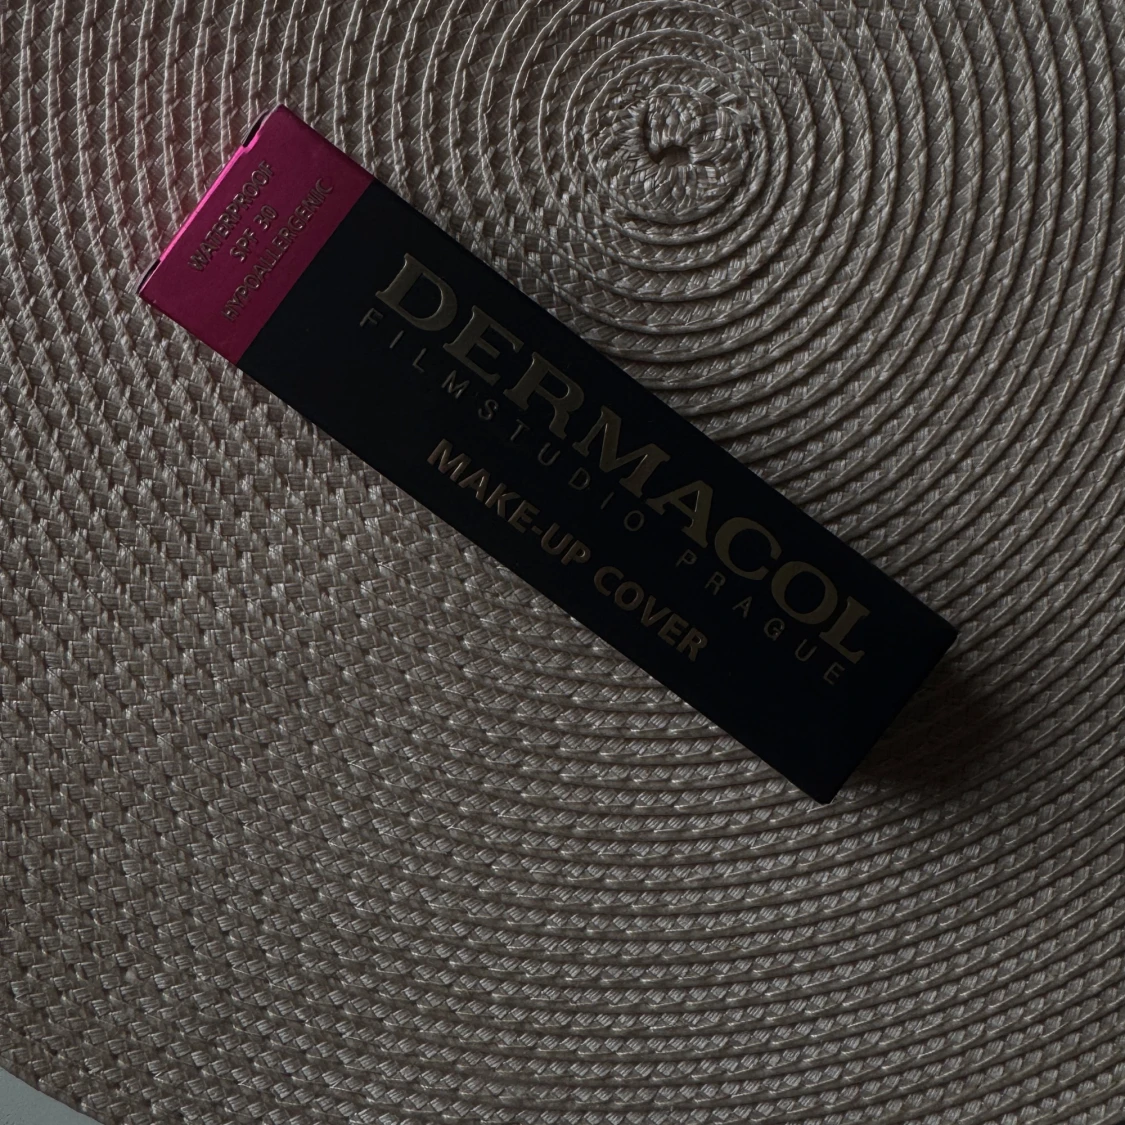 WATERPROOF
SPF 30
HYPOALLERGENIC
DERMACOL
FILMSTUDIO PRAGUE
MAKE-UP COVER